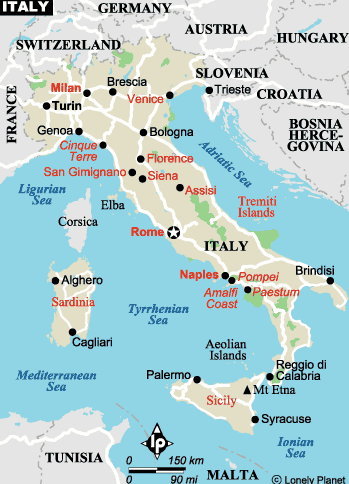 ITALY
GERMANY
AUSTRIA
HUNGARY
SWITZERLAND
SLOVENIA
CROATIA
FRANCE
BOSNIA
HERCE-
GOVINA
Milan
Brescia
Venice
Trieste
Turin
Genoa
Bologna
Cinque
Terre
Florence
San Gimignano
Siena
Adriatic Sea
Ligurian
Sea
Assisi
Elba
Tremiti
Islands
Corsica
Rome
ITALY
Naples
Pompei
Brindisi
Amalfi
Coast
Paestum
Alghero
Sardinia
Tyrrhenian
Sea
Cagliari
Aeolian
Islands
Mediterranean
Sea
Palermo
Reggio di
Calabria
Mt Etna
Sicily
Syracuse
Ionian
Sea
TUNISIA
lp
0 150 km
0 90 mi
MALTA
© Lonely Planet